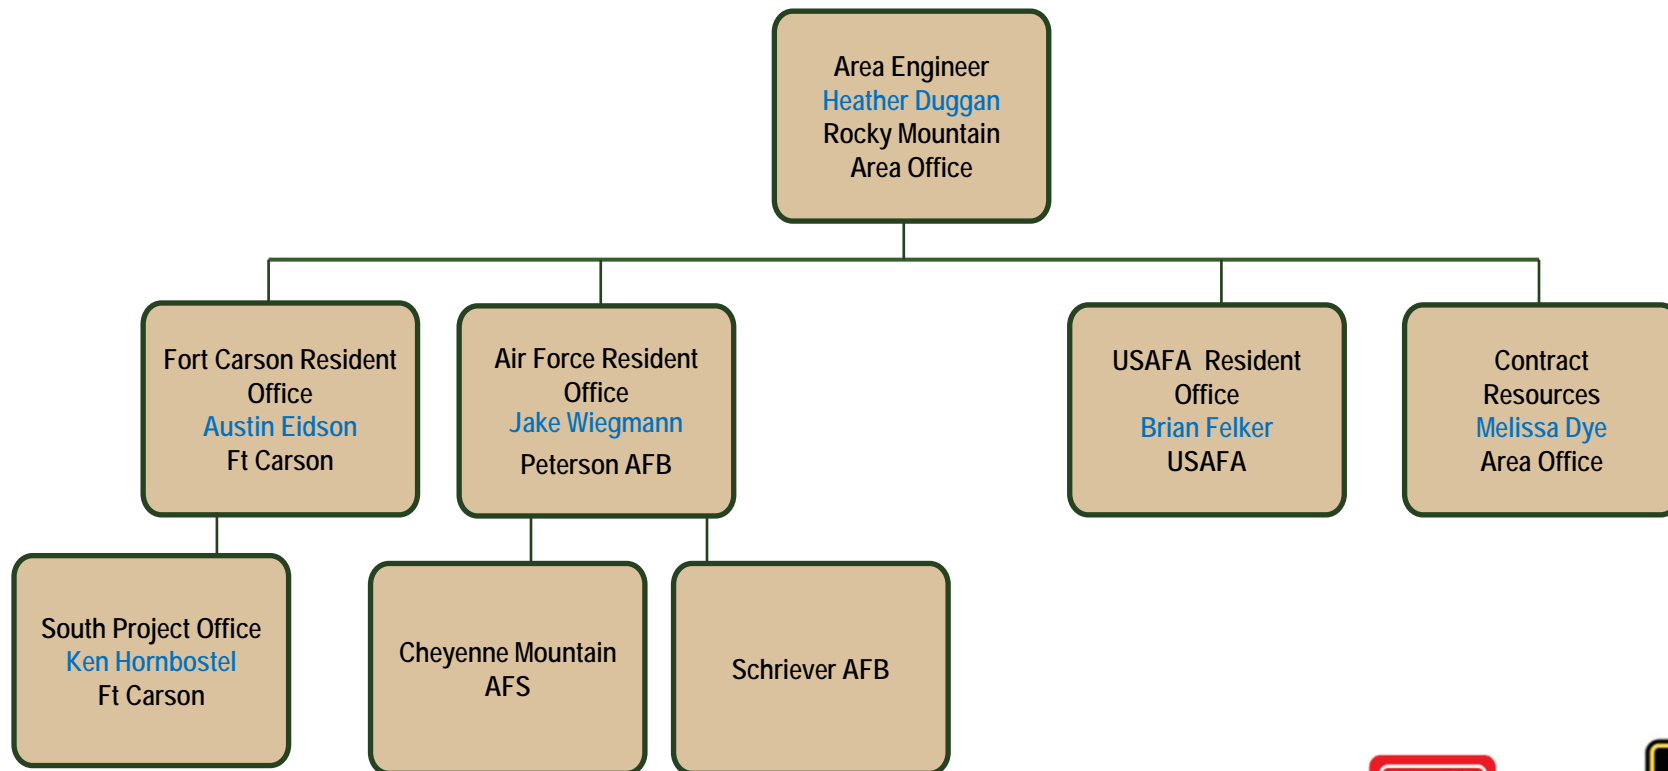 Area Engineer
Heather Duggan
Rocky Mountain
Area Office
Fort Carson Resident
Office
Austin Eidson
Ft Carson
Air Force Resident
Office
Jake Wiegmann
Peterson AFB
USAFA Resident
Office
Brian Felker
USAFA
Contract
Resources
Melissa Dye
Area Office
South Project Office
Ken Hornbostel
Ft Carson
Cheyenne Mountain
AFS
Schriever AFB